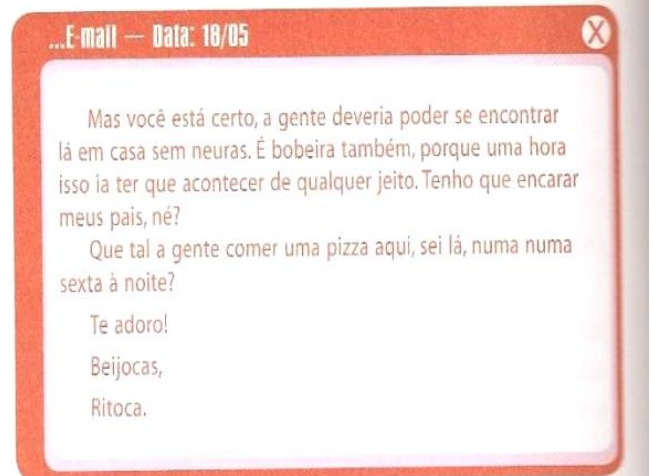 ...E-mail — Data: 18/05
X
Mas você está certo, a gente deveria poder se encontrar
lá em casa sem neuras. É bobeira também, porque uma hora
isso ia ter que acontecer de qualquer jeito. Tenho que encarar
meus pais, né?
Que tal a gente comer uma pizza aqui, sei lá, numa numa
sexta à noite?
Te adoro!
Beijocas,
Ritoca.